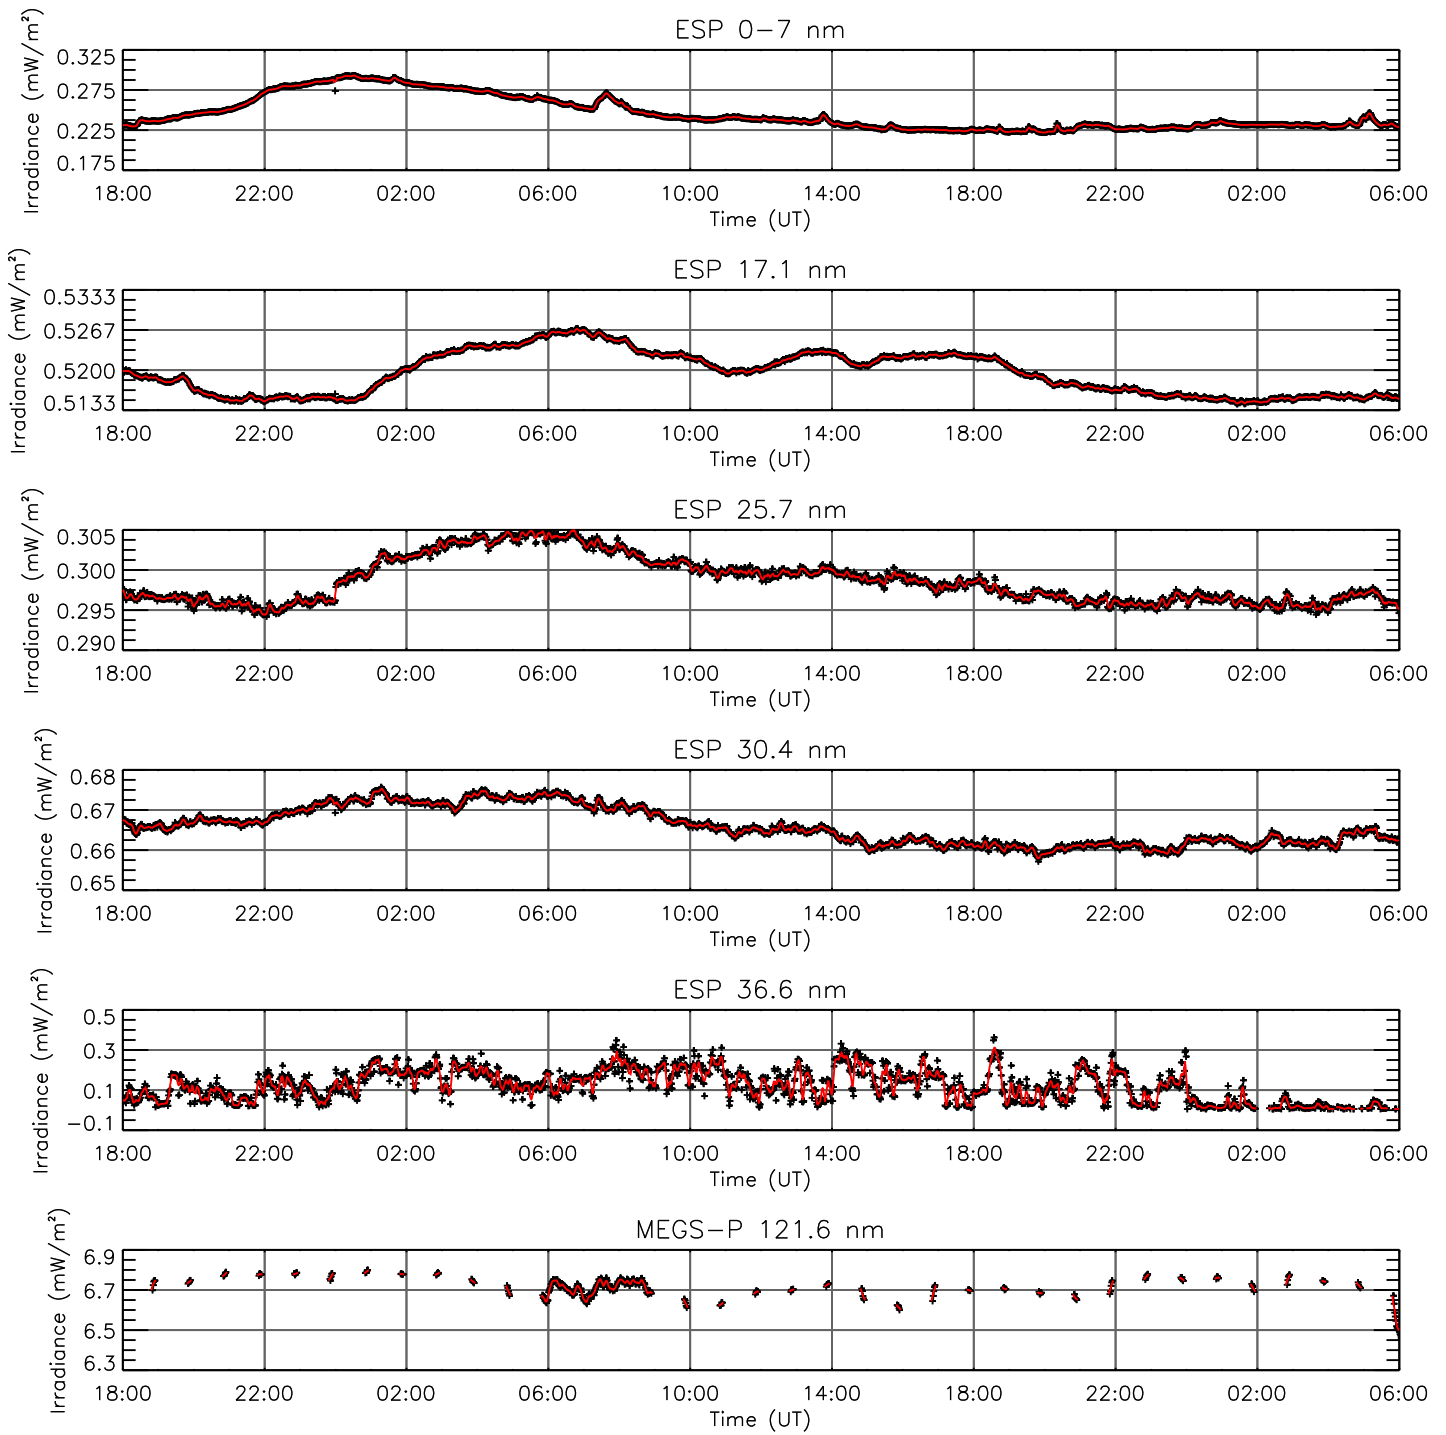 ESP 0-7 nm
Irradiance (mW/m²)
0.325
0.275
0.225
0.175
18:00 22:00 02:00 06:00 10:00 14:00 18:00 22:00 02:00 06:00
Time (UT)
ESP 17.1 nm
Irradiance (mW/m²)
0.5333
0.5267
0.5200
0.5133
18:00 22:00 02:00 06:00 10:00 14:00 18:00 22:00 02:00 06:00
Time (UT)
ESP 25.7 nm
Irradiance (mW/m²)
0.305
0.300
0.295
0.290
18:00 22:00 02:00 06:00 10:00 14:00 18:00 22:00 02:00 06:00
Time (UT)
ESP 30.4 nm
Irradiance (mW/m²)
0.68
0.67
0.66
0.65
18:00 22:00 02:00 06:00 10:00 14:00 18:00 22:00 02:00 06:00
Time (UT)
ESP 36.6 nm
Irradiance (mW/m²)
0.5
0.3
0.1
-0.1
18:00 22:00 02:00 06:00 10:00 14:00 18:00 22:00 02:00 06:00
Time (UT)
MEGS-P 121.6 nm
Irradiance (mW/m²)
6.9
6.7
6.5
6.3
18:00 22:00 02:00 06:00 10:00 14:00 18:00 22:00 02:00 06:00
Time (UT)